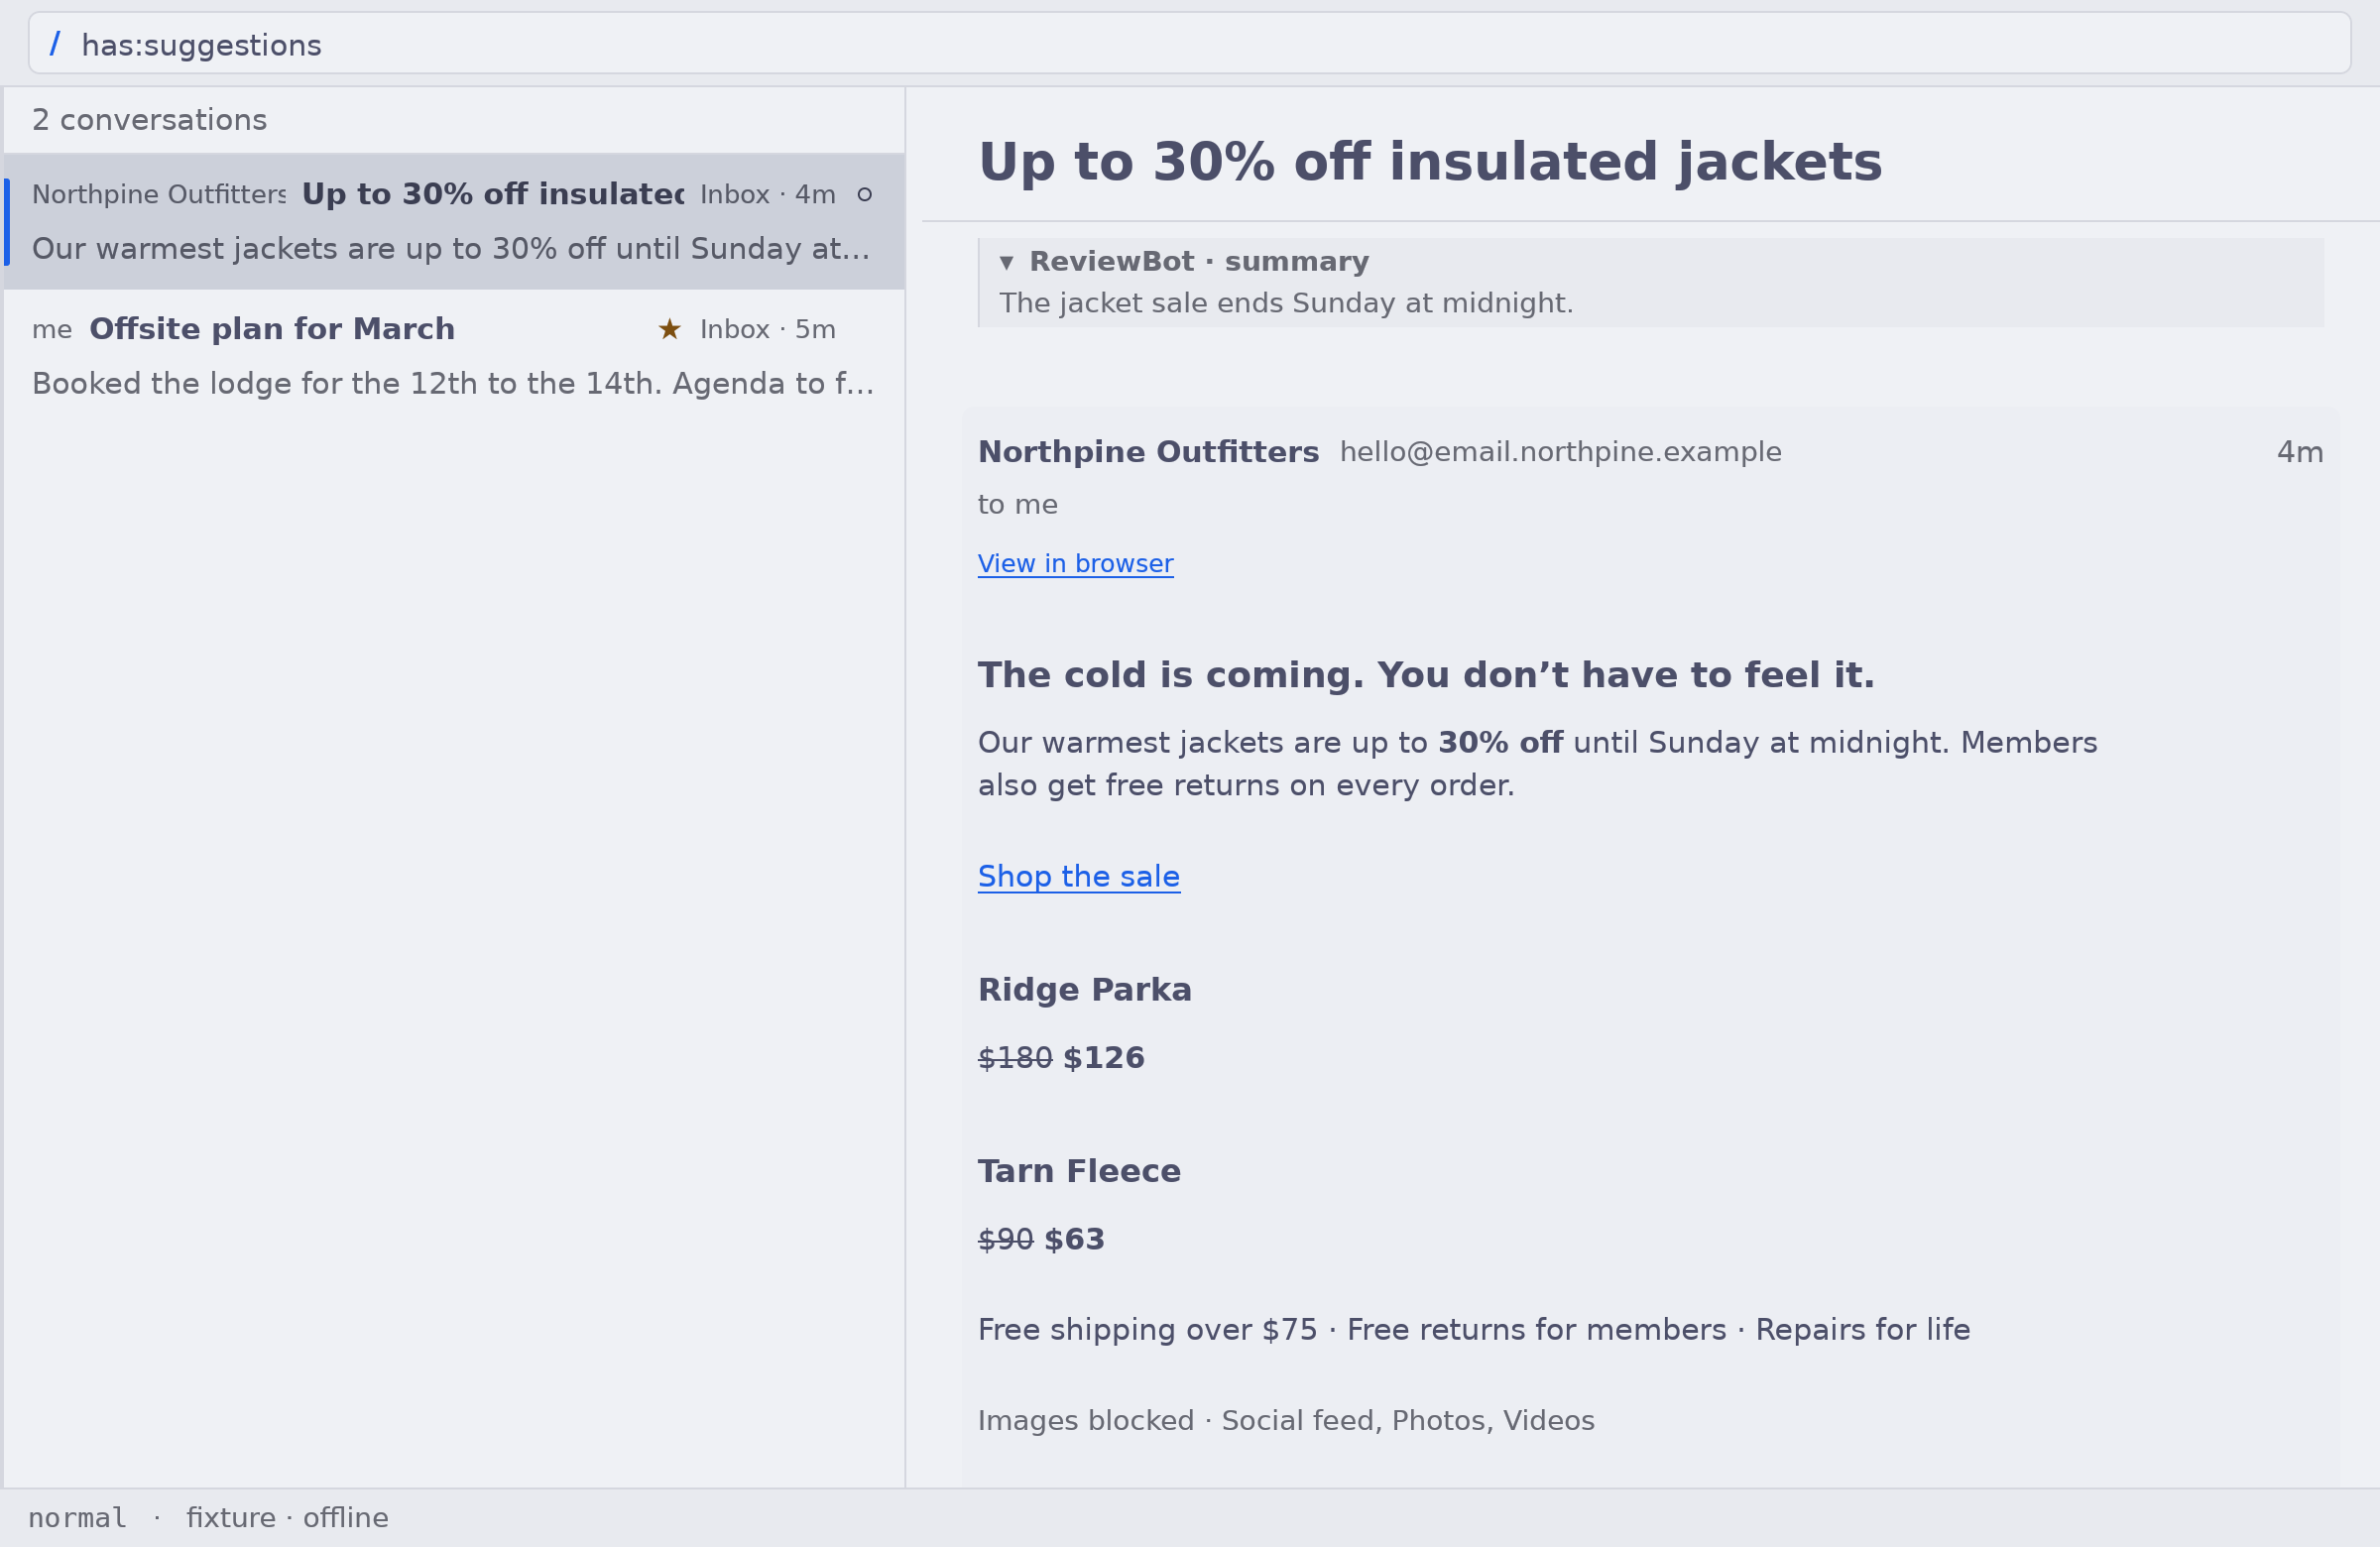 / has:suggestions
2 conversations
Northpine Outfitters Up to 30% off insulated Inbox · 4m
Our warmest jackets are up to 30% off until Sunday at…
me Offsite plan for March ★ Inbox · 5m
Booked the lodge for the 12th to the 14th. Agenda to f…
Up to 30% off insulated jackets
▾ ReviewBot · summary
The jacket sale ends Sunday at midnight.
Northpine Outfitters hello@email.northpine.example 4m
to me
View in browser
The cold is coming. You don’t have to feel it.
Our warmest jackets are up to 30% off until Sunday at midnight. Members
also get free returns on every order.
Shop the sale
Ridge Parka
$180 $126
Tarn Fleece
$90 $63
Free shipping over $75 · Free returns for members · Repairs for life
Images blocked · Social feed, Photos, Videos
normal · fixture · offline